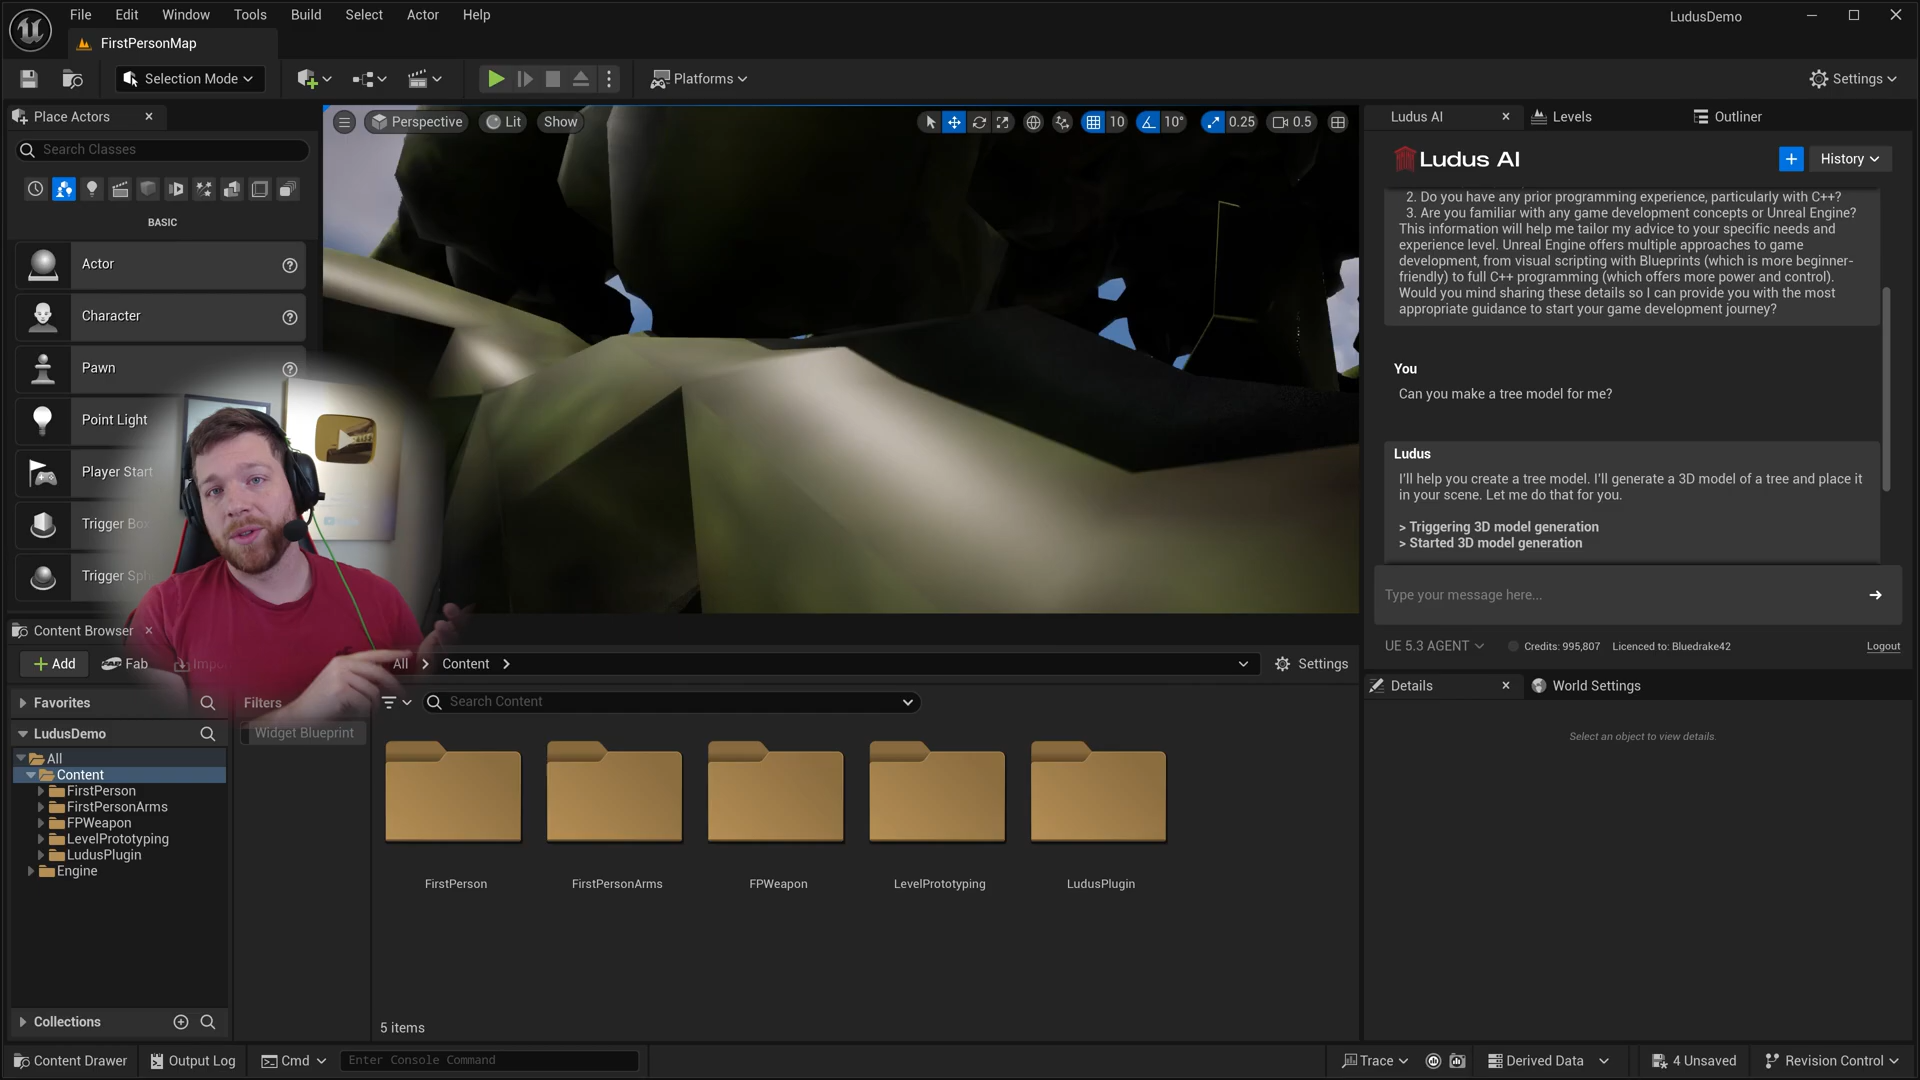 File Edit Window Tools Build Select Actor Help
LudusDemo
FirstPersonMap
Selection Mode
Platforms
Settings
Place Actors
Search Classes
BASIC
Actor
Character
Pawn
Point Light
Player Start
Trigger Box
Trigger Sph
Perspective Lit Show
10 10° 0.25 0.5
Ludus AI Levels Outliner
Ludus AI
+ History
2. Do you have any prior programming experience, particularly with C++?
3. Are you familiar with any game development concepts or Unreal Engine?
This information will help me tailor my advice to your specific needs and
experience level. Unreal Engine offers multiple approaches to game
development, from visual scripting with Blueprints (which is more beginner-
friendly) to full C++ programming (which offers more power and control).
Would you mind sharing these details so I can provide you with the most
appropriate guidance to start your game development journey?
You
Can you make a tree model for me?
Ludus
I'll help you create a tree model. I'll generate a 3D model of a tree and place it
in your scene. Let me do that for you.
> Triggering 3D model generation
> Started 3D model generation
Type your message here...
UE 5.3 AGENT Credits: 995,807 Licenced to: Bluedrake42 Logout
Details World Settings
Select an object to view details.
Content Browser
+ Add Fab Impo
All > Content >
Settings
Favorites
Filters
Search Content
LudusDemo
Widget Blueprint
All
Content
FirstPerson
FirstPersonArms
FPWeapon
LevelPrototyping
LudusPlugin
Engine
FirstPerson FirstPersonArms FPWeapon LevelPrototyping LudusPlugin
Collections
5 items
Content Drawer Output Log Cmd Enter Console Command
Trace Derived Data 4 Unsaved Revision Control